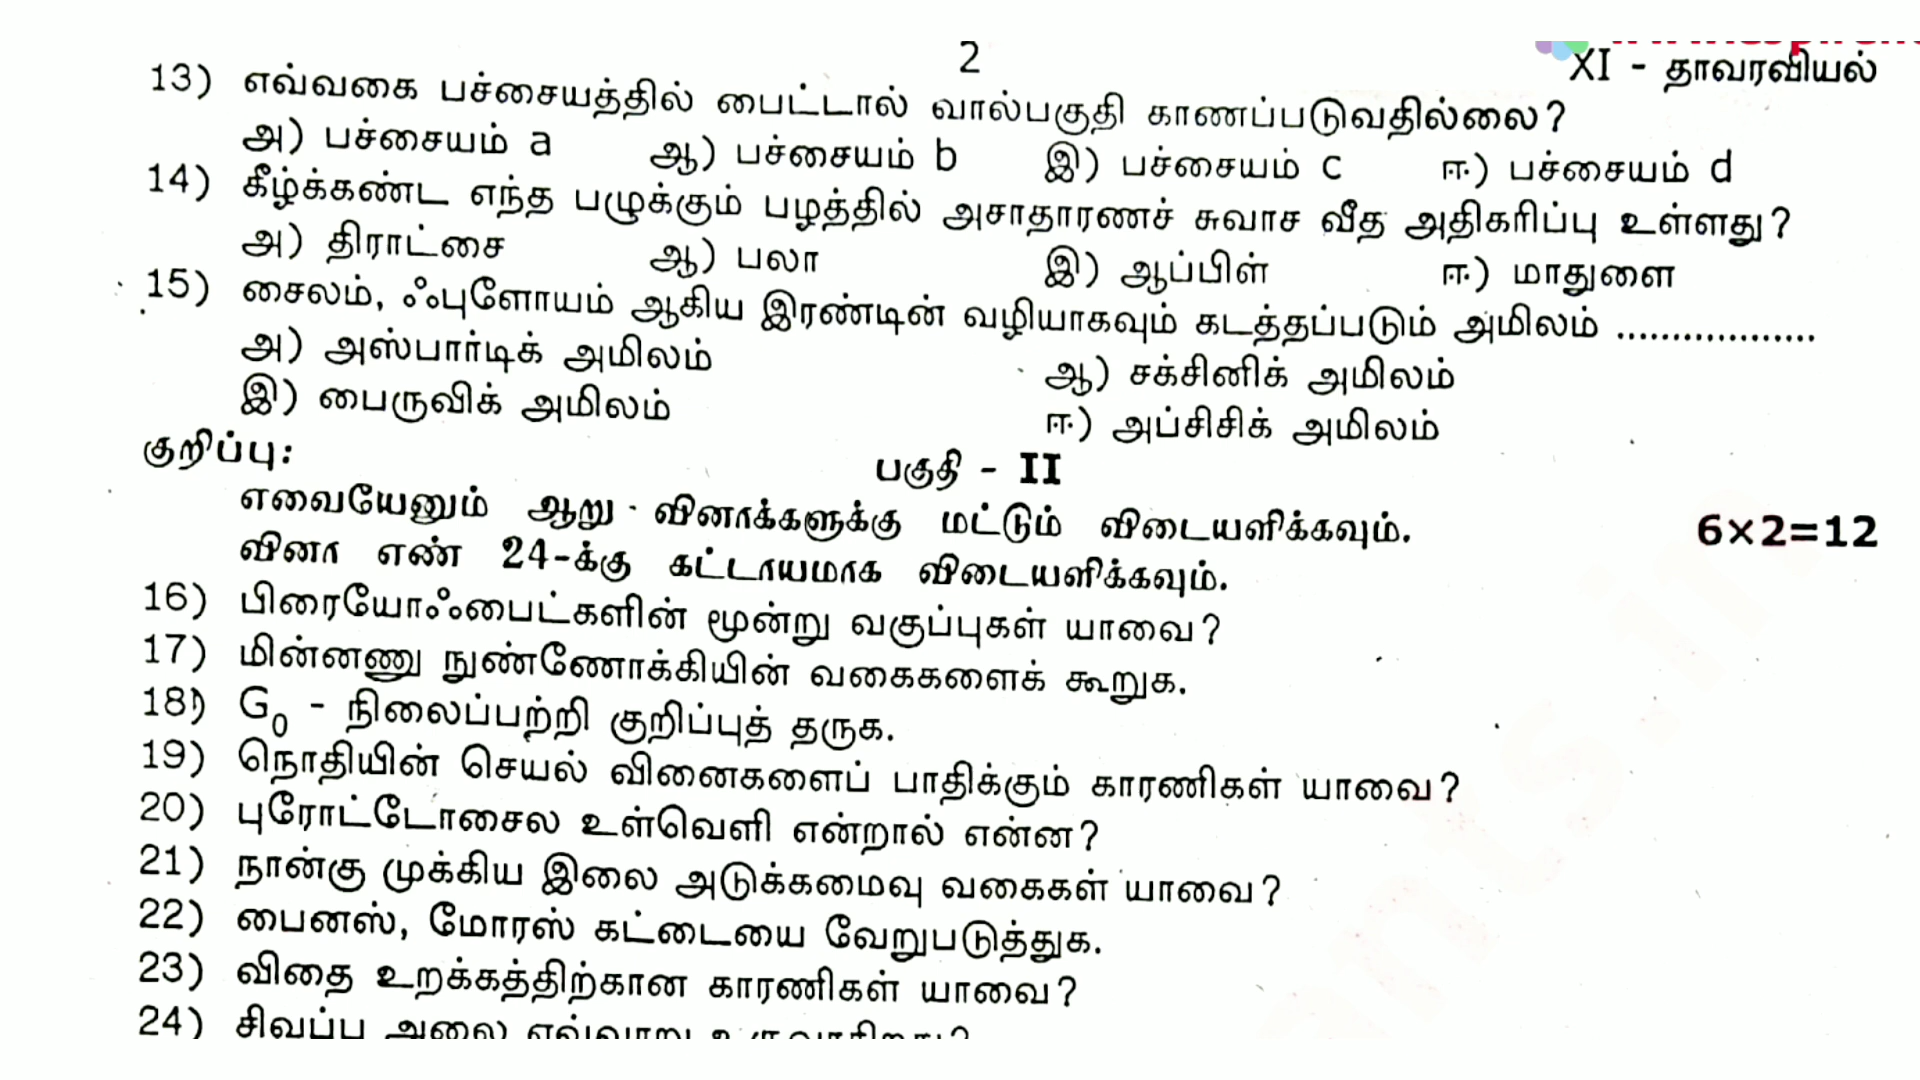 2
XI - தாவரவியல்
13) எவ்வகை பச்சையத்தில் பைட்டால் வால்பகுதி காணப்படுவதில்லை?
அ) பச்சையம் a ஆ) பச்சையம் b இ) பச்சையம் c ஈ) பச்சையம் d
14) கீழ்க்கண்ட எந்த பழுக்கும் பழத்தில் அசாதாரணச் சுவாச வீத அதிகரிப்பு உள்ளது?
அ) திராட்சை ஆ) பலா இ) ஆப்பிள் ஈ) மாதுளை
15) சைலம், ஃபுளோயம் ஆகிய இரண்டின் வழியாகவும் கடத்தப்படும் அமிலம் ..................
அ) அஸ்பார்டிக் அமிலம் ஆ) சக்சினிக் அமிலம்
இ) பைருவிக் அமிலம் ஈ) அப்சிசிக் அமிலம்
பகுதி - II
குறிப்பு:
எவையேனும் ஆறு வினாக்களுக்கு மட்டும் விடையளிக்கவும். 6×2=12
வினா எண் 24-க்கு கட்டாயமாக விடையளிக்கவும்.
16) பிரையோஃபைட்களின் மூன்று வகுப்புகள் யாவை?
17) மின்னணு நுண்ணோக்கியின் வகைகளைக் கூறுக.
18) G₀ - நிலைப்பற்றி குறிப்புத் தருக.
19) நொதியின் செயல் வினைகளைப் பாதிக்கும் காரணிகள் யாவை?
20) புரோட்டோசைல உள்வெளி என்றால் என்ன?
21) நான்கு முக்கிய இலை அடுக்கமைவு வகைகள் யாவை?
22) பைனஸ், மோரஸ் கட்டையை வேறுபடுத்துக.
23) விதை உறக்கத்திற்கான காரணிகள் யாவை?
24) சிவப்பு அலை எவ்வாறு உருவாகிறது?